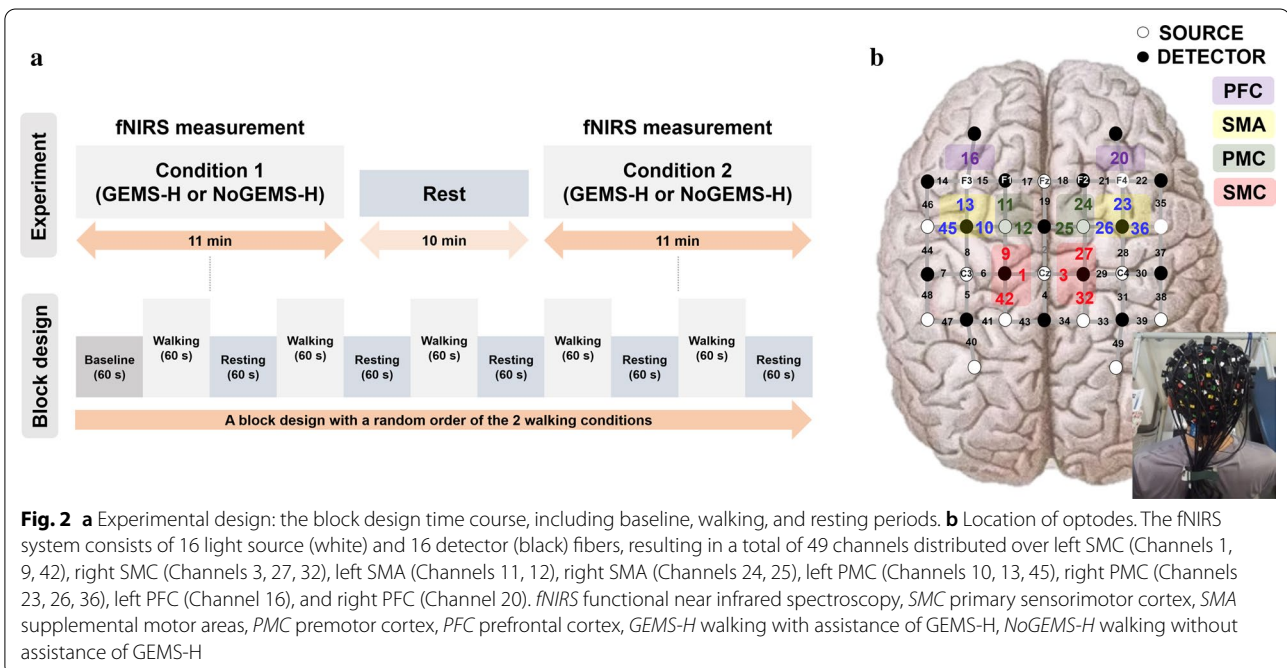 a
Experiment
fNIRS measurement
Condition 1
(GEMS-H or NoGEMS-H)
11 min
Rest
10 min
fNIRS measurement
Condition 2
(GEMS-H or NoGEMS-H)
11 min
Block design
Baseline
(60 s)
Walking
(60 s)
Resting
(60 s)
Walking
(60 s)
Resting
(60 s)
Walking
(60 s)
Resting
(60 s)
Walking
(60 s)
Resting
(60 s)
Walking
(60 s)
Resting
(60 s)
A block design with a random order of the 2 walking conditions
b
SOURCE
DETECTOR
PFC
SMA
PMC
SMC
16 20
14 F3 15 F1 17 Fz 18 F2 21 F4 22
46 13 11 19 24 23 35
45 10 12 25 26 36
44 8 9 27 28 37
7 C3 6 1 Cz 3 29 C4 30
48 5 42 4 32 31 38
47 41 43 34 33 39
40 49
Fig. 2 a Experimental design: the block design time course, including baseline, walking, and resting periods. b Location of optodes. The fNIRS
system consists of 16 light source (white) and 16 detector (black) fibers, resulting in a total of 49 channels distributed over left SMC (Channels 1,
9, 42), right SMC (Channels 3, 27, 32), left SMA (Channels 11, 12), right SMA (Channels 24, 25), left PMC (Channels 10, 13, 45), right PMC (Channels
23, 26, 36), left PFC (Channel 16), and right PFC (Channel 20). fNIRS functional near infrared spectroscopy, SMC primary sensorimotor cortex, SMA
supplemental motor areas, PMC premotor cortex, PFC prefrontal cortex, GEMS-H walking with assistance of GEMS-H, NoGEMS-H walking without
assistance of GEMS-H